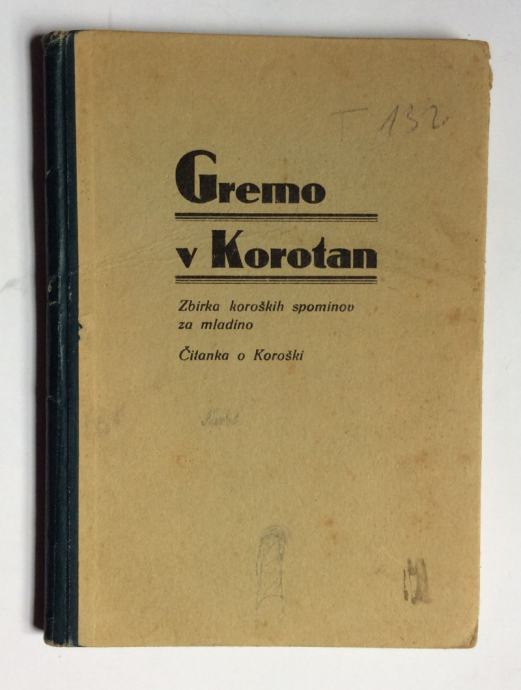 T 132.
Gremo
v Korotan
Zbirka koroških spominov
za mladino
Čitanka o Koroški